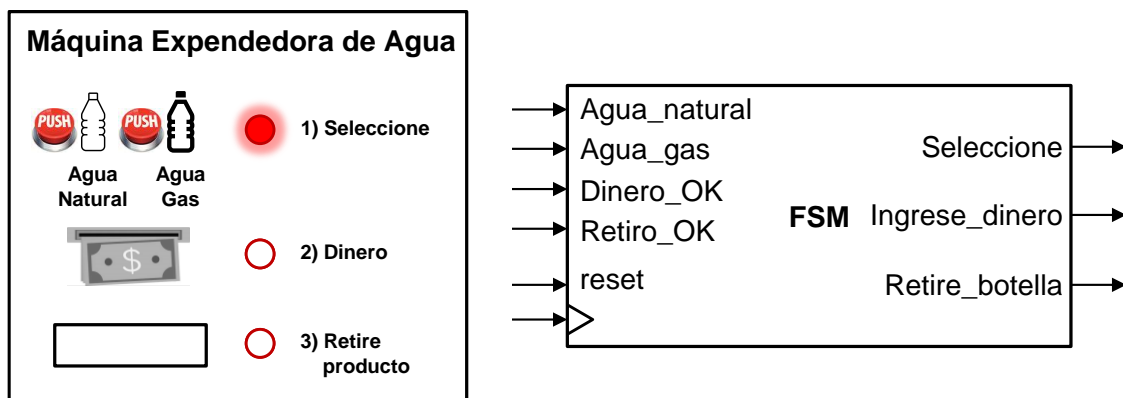 Máquina Expendedora de Agua
PUSH PUSH
1) Seleccione
Agua Agua
Natural Gas
$
2) Dinero
3) Retire
producto
Agua_natural
Agua_gas
Dinero_OK
Retiro_OK
reset
FSM
Seleccione
Ingrese_dinero
Retire_botella